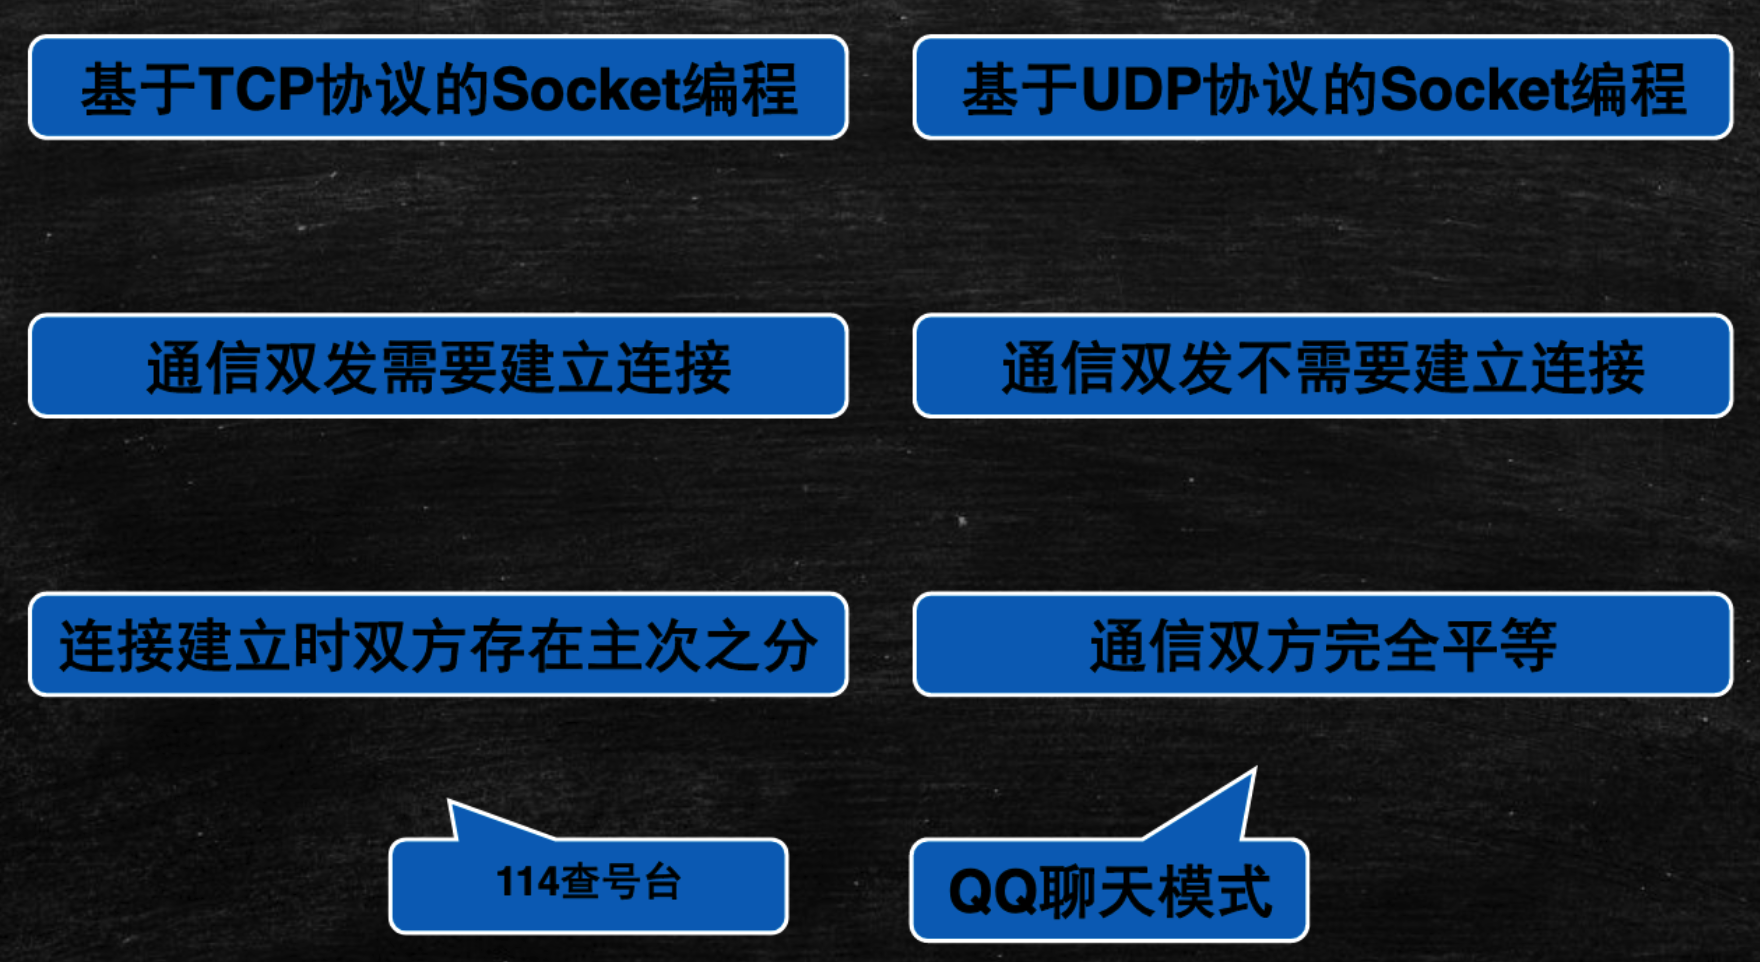 基于TCP协议的Socket编程
基于UDP协议的Socket编程
通信双发需要建立连接
通信双发不需要建立连接
连接建立时双方存在主次之分
通信双方完全平等
114查号台
QQ聊天模式